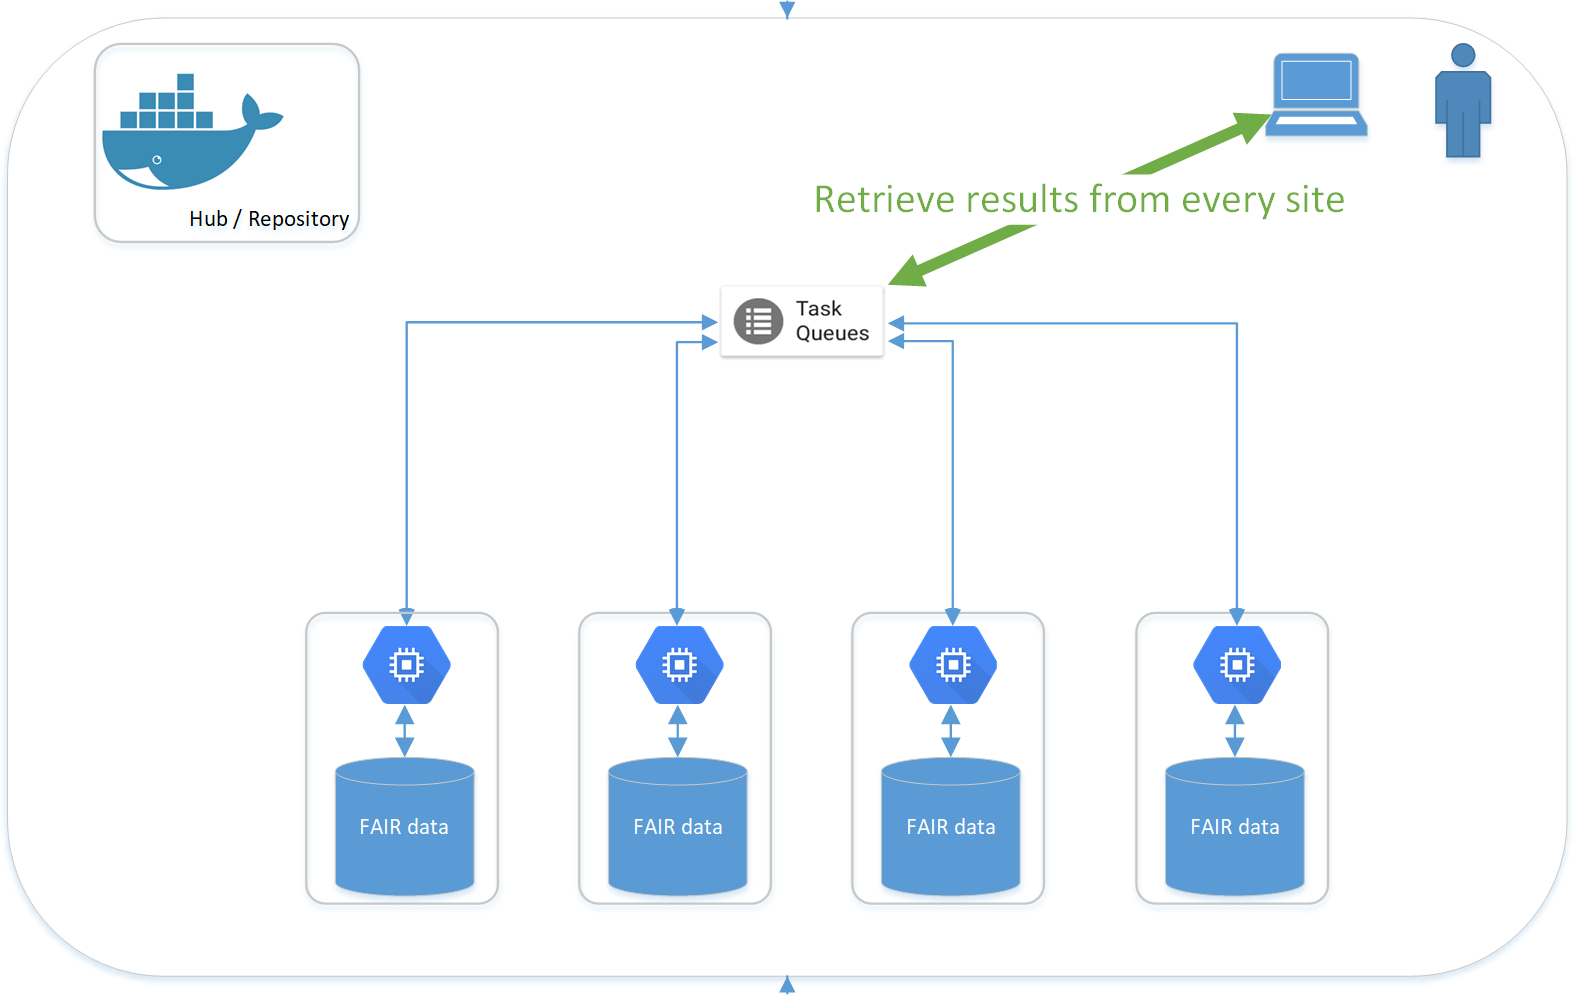 Hub / Repository
Retrieve results from every site
Task
Queues
FAIR data
FAIR data
FAIR data
FAIR data